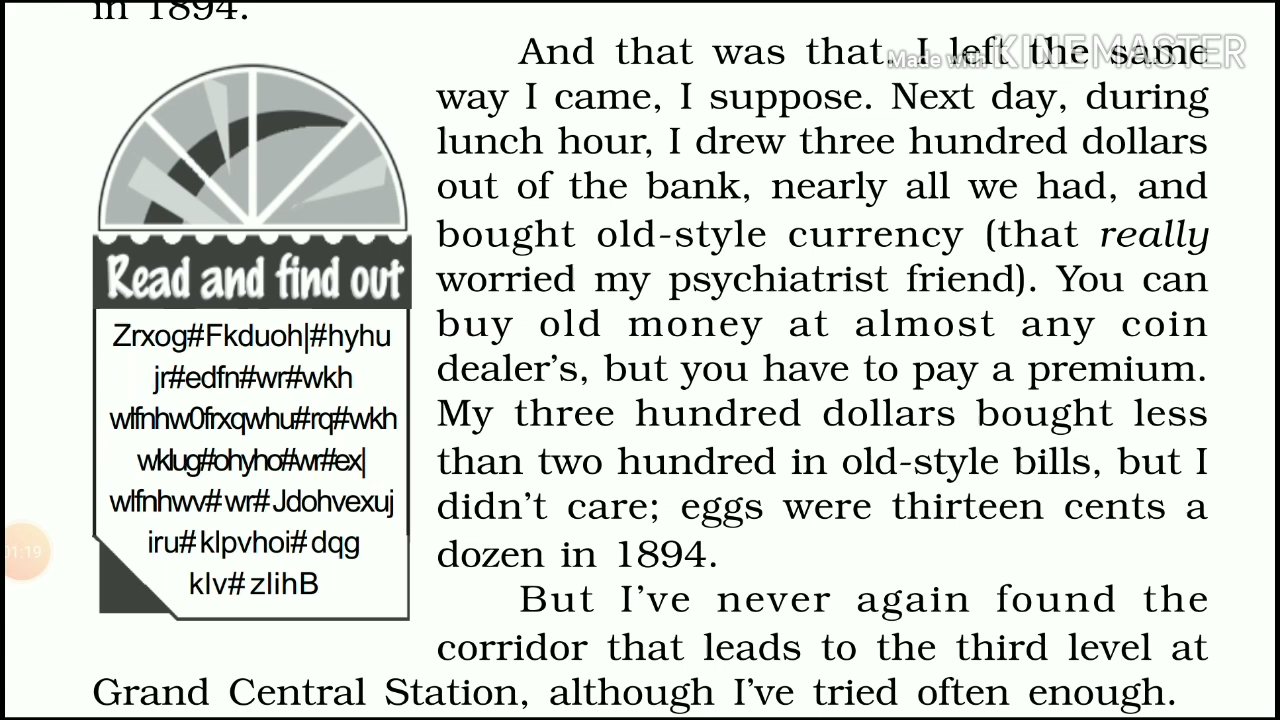 in 1894.
Made with KINEMASTER
And that was that. I left the same
way I came, I suppose. Next day, during
lunch hour, I drew three hundred dollars
out of the bank, nearly all we had, and
bought old-style currency (that really
worried my psychiatrist friend). You can
buy old money at almost any coin
dealer's, but you have to pay a premium.
My three hundred dollars bought less
than two hundred in old-style bills, but I
didn't care; eggs were thirteen cents a
dozen in 1894.
Read and find out
Zrxog#Fkduoh|#hyhu
jr#edfn#wr#wkh
wlfnhw0frxqwhu#rq#wkh
wklug#ohyho#wr#ex|
wlfnhwv#wr#Jdohvexuj
iru#klpvhoi#dqg
klv#zlihB
01:19
But I've never again found the
corridor that leads to the third level at
Grand Central Station, although I've tried often enough.